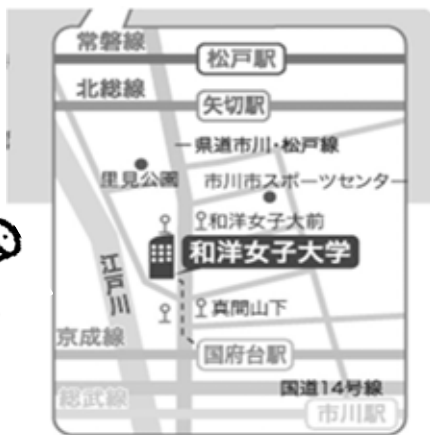 常磐線
松戸駅
北総線
矢切駅
県道市川・松戸線
里見公園
市川市スポーツセンター
和洋女子大前
和洋女子大学
江戸川
真間山下
京成線
国府台駅
国道14号線
総武線
市川駅